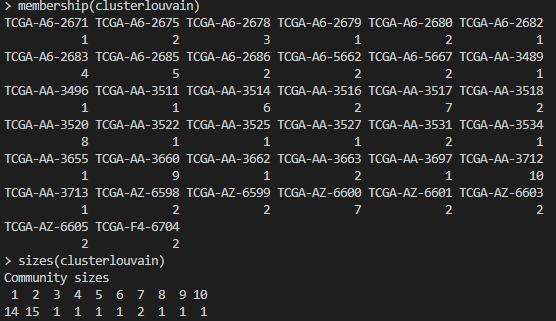 > membership(clusterlouvain)
TCGA-A6-2671 TCGA-A6-2675 TCGA-A6-2678 TCGA-A6-2679 TCGA-A6-2680 TCGA-A6-2682
1 2 3 1 2 1
TCGA-A6-2683 TCGA-A6-2685 TCGA-A6-2686 TCGA-A6-5662 TCGA-A6-5667 TCGA-AA-3489
4 5 2 2 2 1
TCGA-AA-3496 TCGA-AA-3511 TCGA-AA-3514 TCGA-AA-3516 TCGA-AA-3517 TCGA-AA-3518
1 1 6 2 7 2
TCGA-AA-3520 TCGA-AA-3522 TCGA-AA-3525 TCGA-AA-3527 TCGA-AA-3531 TCGA-AA-3534
8 1 1 1 2 1
TCGA-AA-3655 TCGA-AA-3660 TCGA-AA-3662 TCGA-AA-3663 TCGA-AA-3697 TCGA-AA-3712
1 9 1 2 1 10
TCGA-AA-3713 TCGA-AZ-6598 TCGA-AZ-6599 TCGA-AZ-6600 TCGA-AZ-6601 TCGA-AZ-6603
1 2 2 7 2 2
TCGA-AZ-6605 TCGA-F4-6704
2 2
> sizes(clusterlouvain)
Community sizes
1 2 3 4 5 6 7 8 9 10
14 15 1 1 1 1 2 1 1 1